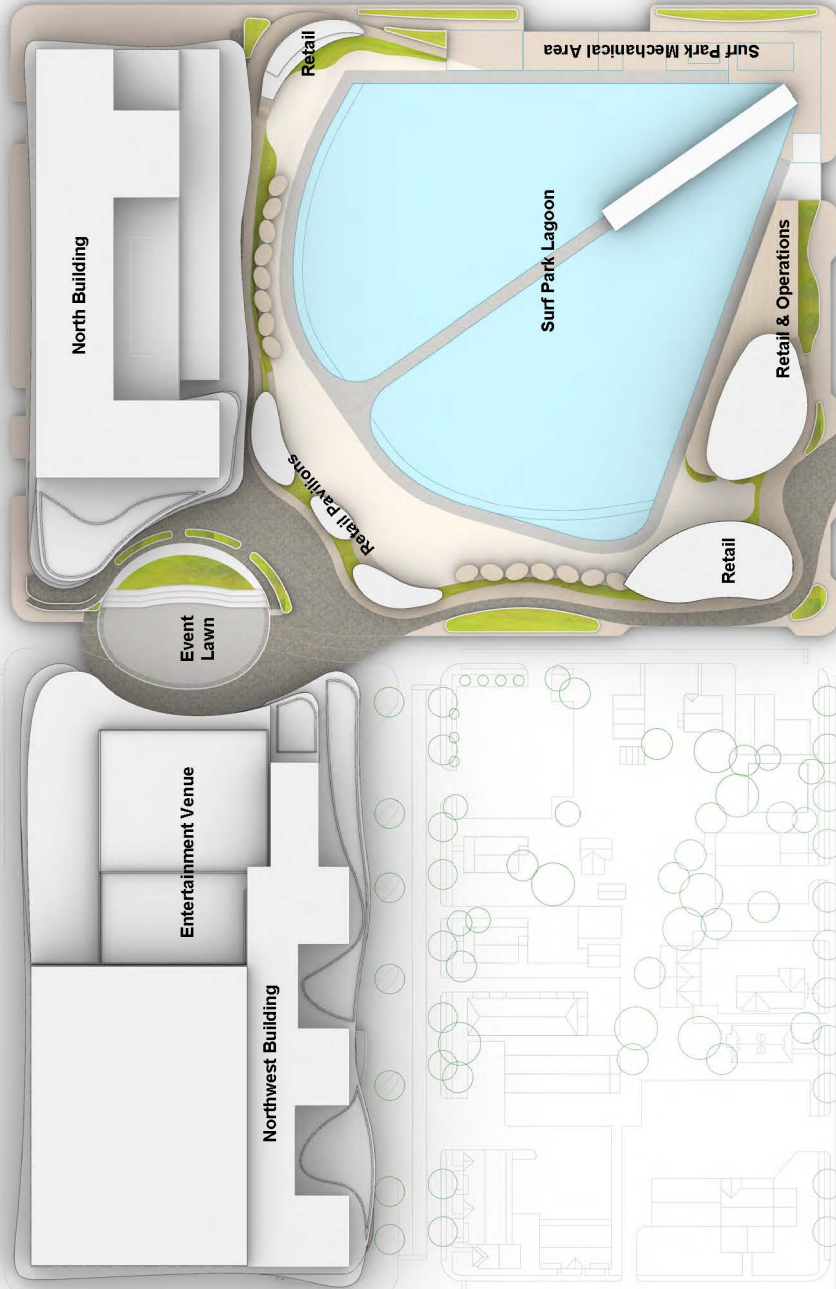 Retail
Surf Park Mechanical Area
North Building
Surf Park Lagoon
Retail & Operations
Retail Pavilions
Retail
Event
Lawn
Entertainment Venue
Northwest Building